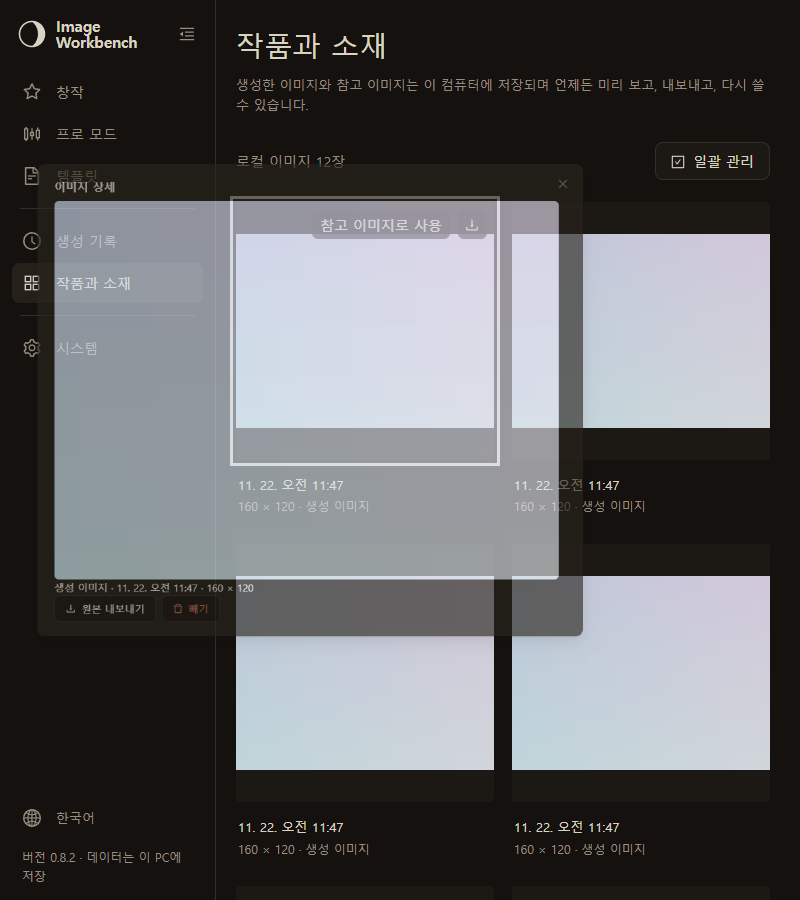 Image
Workbench
창작
프로 모드
템플릿
생성 기록
작품과 소재
시스템
한국어
버전 0.8.2 · 데이터는 이 PC에
저장
작품과 소재
생성한 이미지와 참고 이미지는 이 컴퓨터에 저장되며 언제든 미리 보고, 내보내고, 다시 쓸
수 있습니다.
로컬 이미지 12장
일괄 관리
이미지 상세
참고 이미지로 사용
11. 22. 오전 11:47
160 × 120 · 생성 이미지
11. 22. 오전 11:47
160 × 120 · 생성 이미지
생성 이미지 · 11. 22. 오전 11:47 · 160 × 120
원본 내보내기
빼기
11. 22. 오전 11:47
160 × 120 · 생성 이미지
11. 22. 오전 11:47
160 × 120 · 생성 이미지